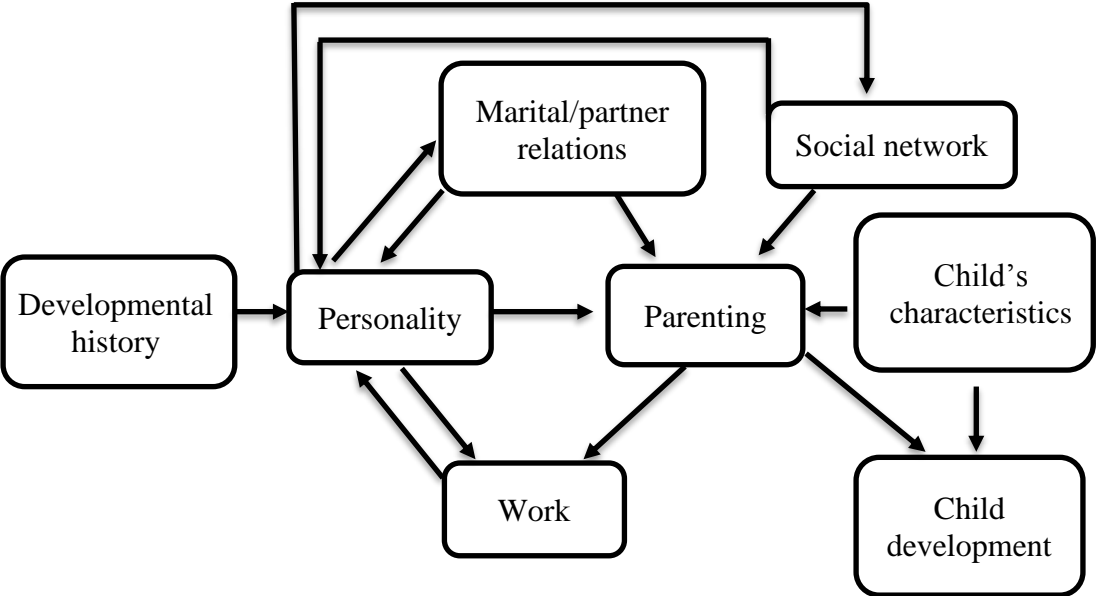 Marital/partner
relations
Social network
Developmental
history
Personality
Parenting
Child’s
characteristics
Work
Child
development